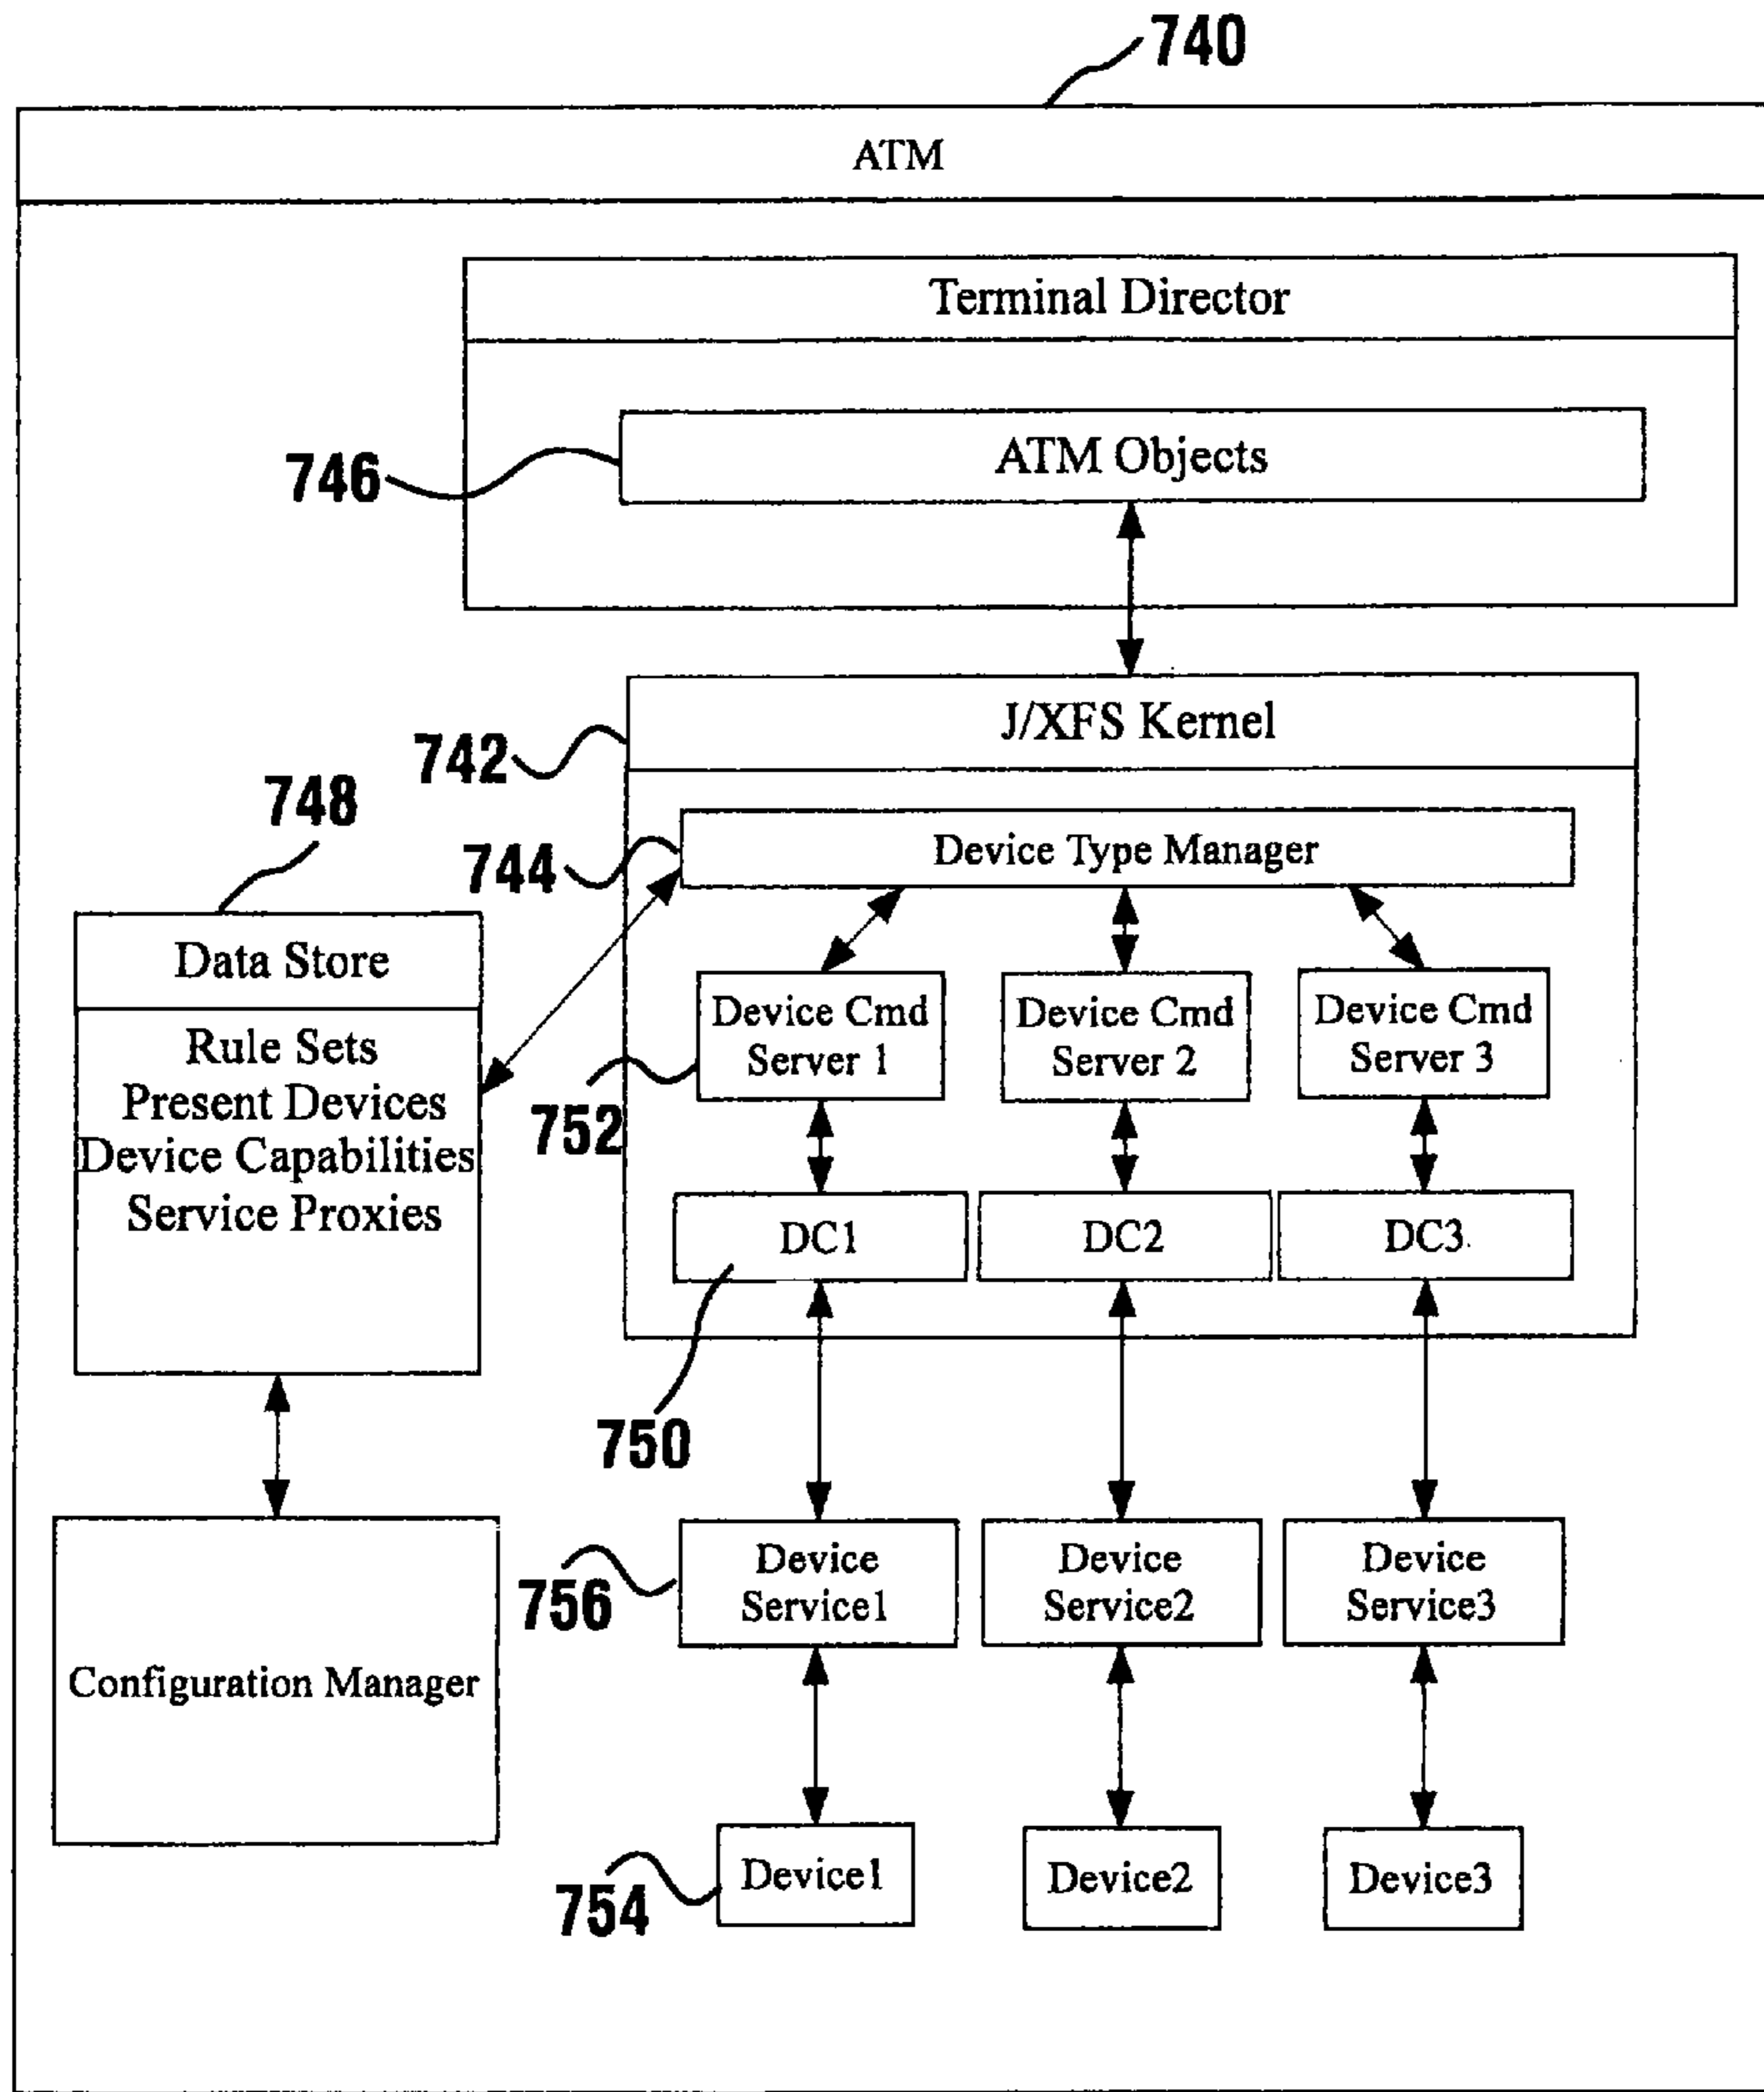 740
ATM
Terminal Director
ATM Objects
746
J/XFS Kernel
742
748
Device Type Manager
744
Data Store
Rule Sets
Present Devices
Device Capabilities
Service Proxies
Device Cmd
Server 1
Device Cmd
Server 2
Device Cmd
Server 3
752
DC1
DC2
DC3
750
Device
Service1
Device
Service2
Device
Service3
756
Configuration Manager
Device1
Device2
Device3
754